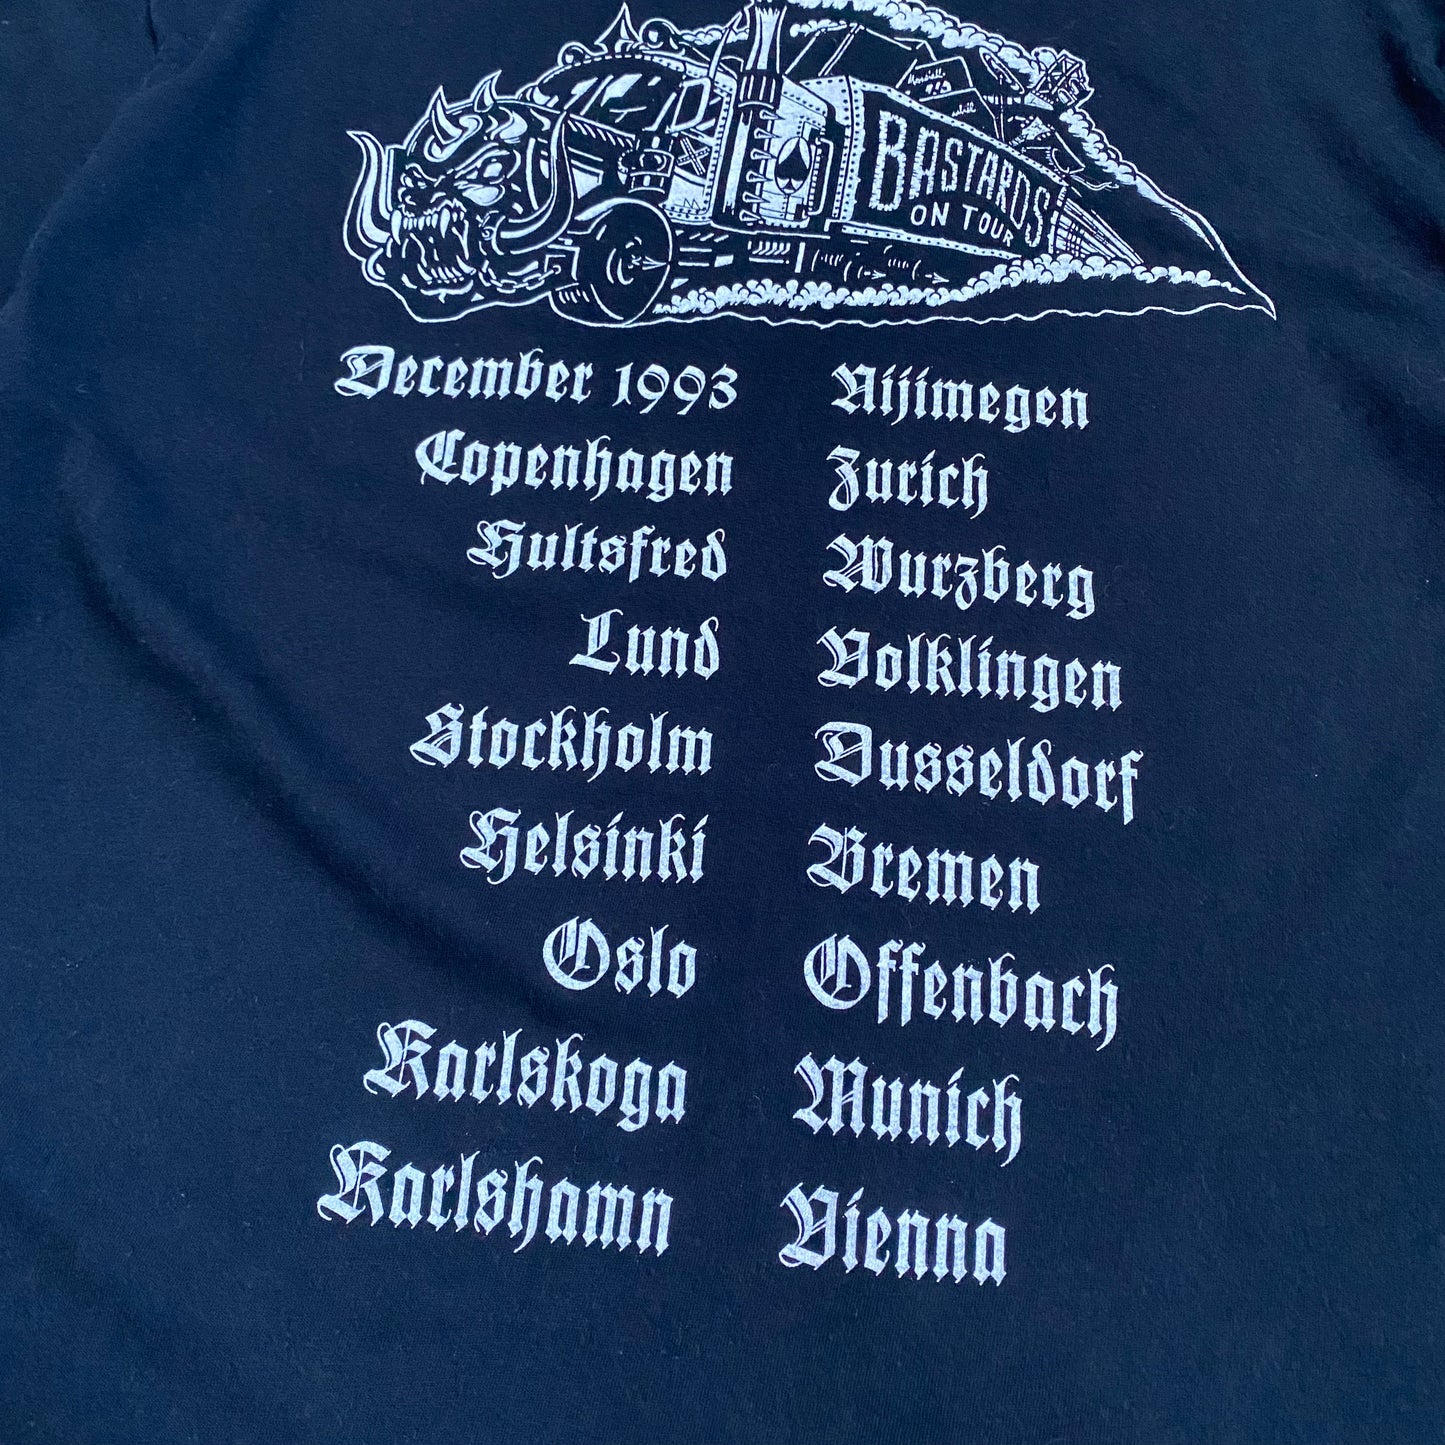 Marshall
BASTARDS
ON TOUR
December 1993
Copenhagen
Hultsfred
Lund
Stockholm
Helsinki
Oslo
Karlskoga
Karlshamn
Nijimegen
Zurich
Wurzberg
Volklingen
Dusseldorf
Bremen
Offenbach
Munich
Vienna